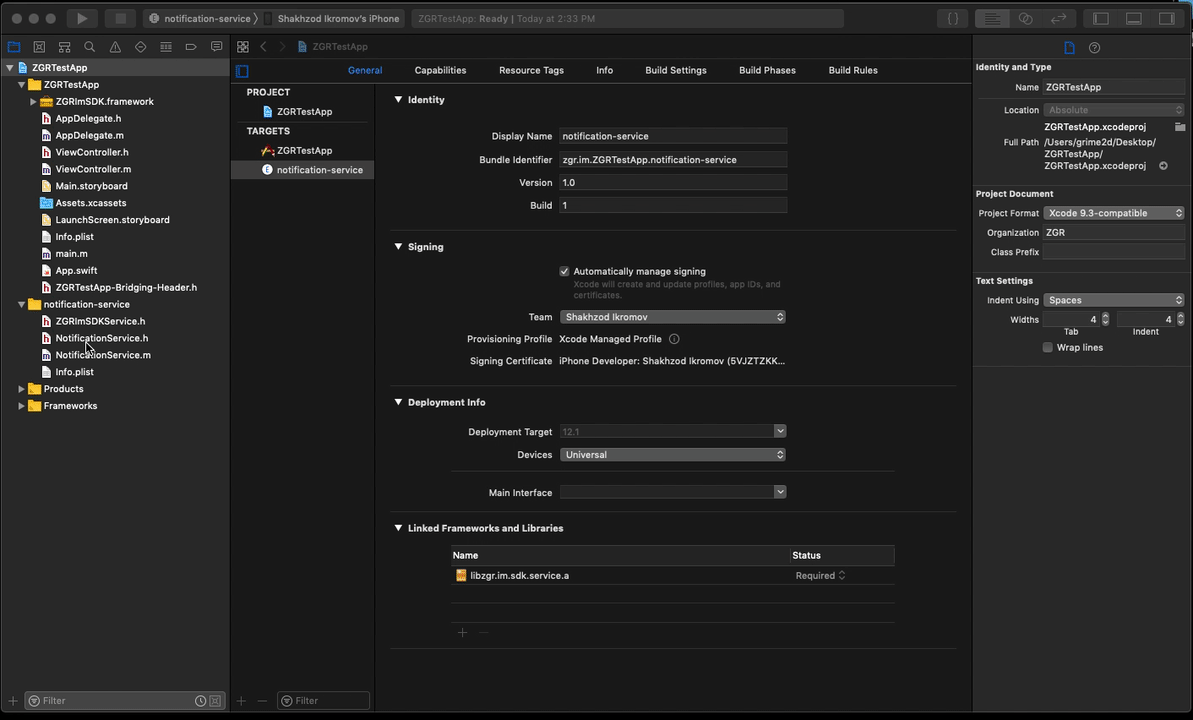 notification-service
Shakhzod Ikromov's iPhone
ZGRTestApp: Ready | Today at 2:33 PM
ZGRTestApp
ZGRTestApp
ZGRImSDK.framework
AppDelegate.h
AppDelegate.m
ViewController.h
ViewController.m
Main.storyboard
Assets.xcassets
LaunchScreen.storyboard
Info.plist
main.m
App.swift
ZGRTestApp-Bridging-Header.h
notification-service
ZGRImSDKService.h
NotificationService.h
NotificationService.m
Info.plist
Products
Frameworks
Filter
ZGRTestApp
General Capabilities Resource Tags Info Build Settings Build Phases Build Rules
PROJECT
ZGRTestApp
TARGETS
ZGRTestApp
notification-service
Filter
Identity
Display Name notification-service
Bundle Identifier zgr.im.ZGRTestApp.notification-service
Version 1.0
Build 1
Signing
Automatically manage signing
Xcode will create and update profiles, app IDs, and
certificates.
Team Shakhzod Ikromov
Provisioning Profile Xcode Managed Profile
Signing Certificate iPhone Developer: Shakhzod Ikromov (5VJZTZKK...
Deployment Info
Deployment Target 12.1
Devices Universal
Main Interface
Linked Frameworks and Libraries
Name Status
libzgr.im.sdk.service.a Required
Identity and Type
Name ZGRTestApp
Location Absolute
ZGRTestApp.xcodeproj
Full Path /Users/grime2d/Desktop/
ZGRTestApp/
ZGRTestApp.xcodeproj
Project Document
Project Format Xcode 9.3-compatible
Organization ZGR
Class Prefix
Text Settings
Indent Using Spaces
Widths 4 4
Tab Indent
Wrap lines